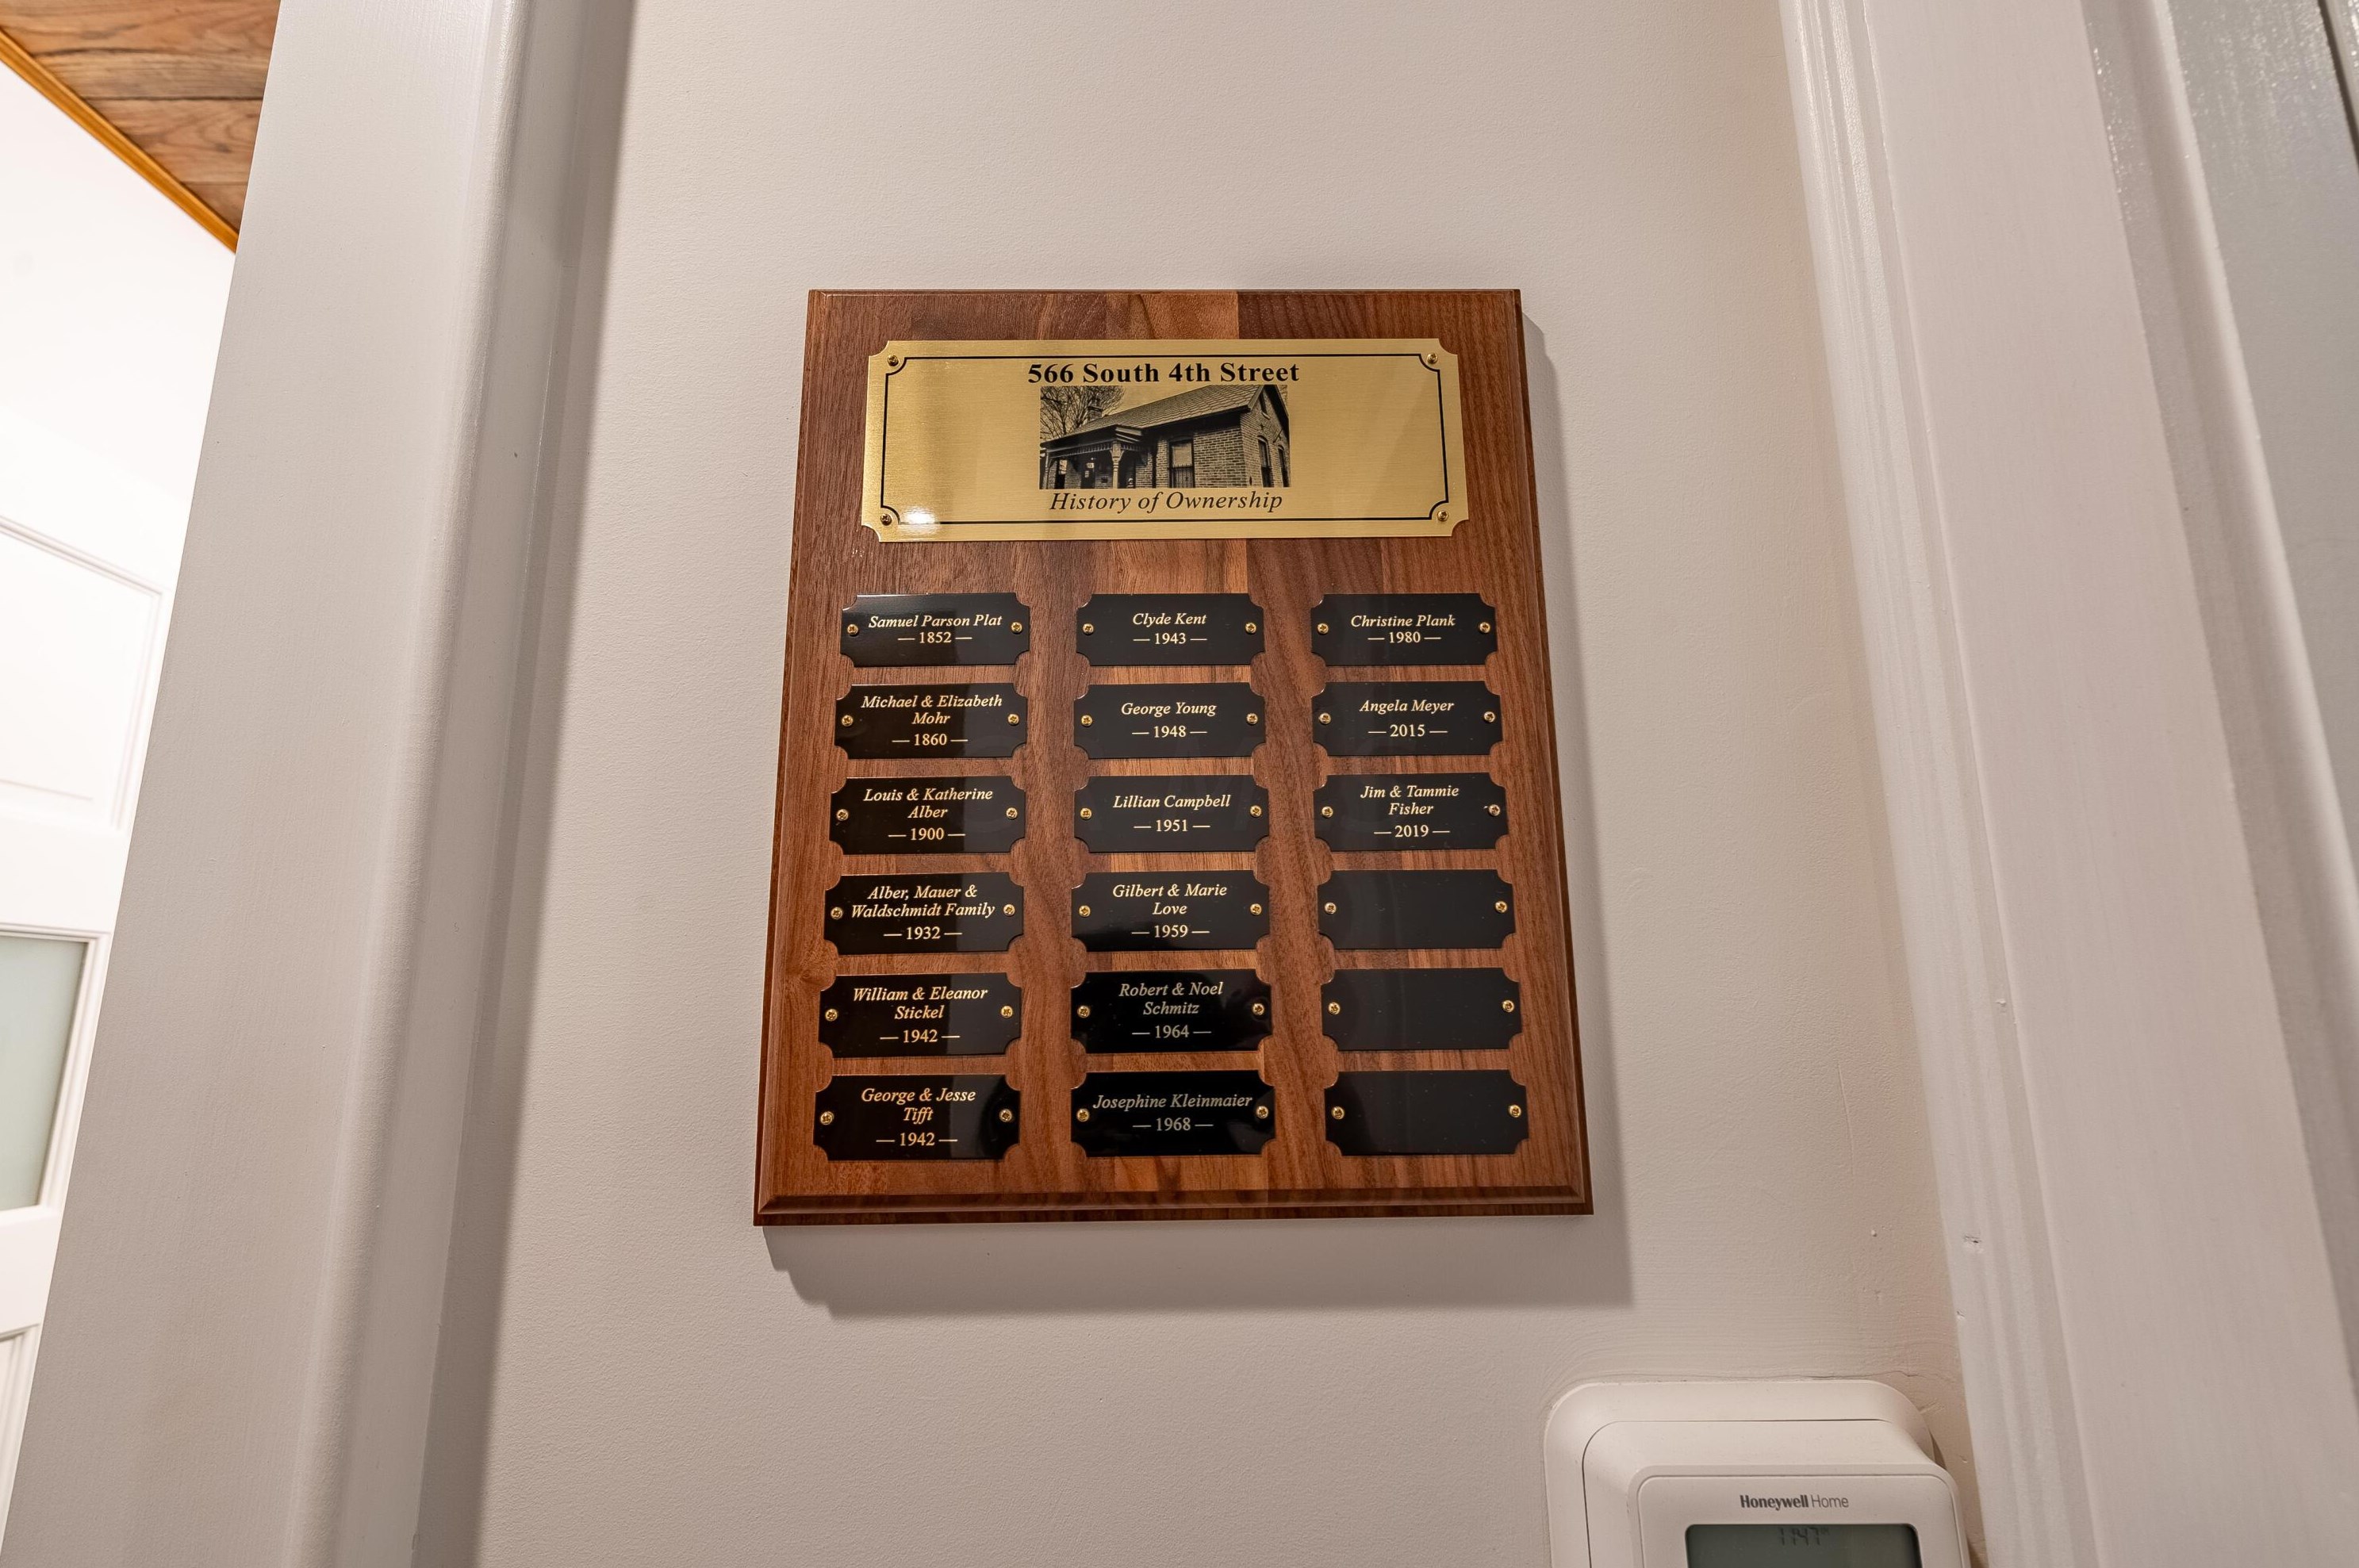 566 South 4th Street
History of Ownership
Samuel Parson Plat
— 1852 —
Michael & Elizabeth
Mohr
— 1860 —
Louis & Katherine
Alber
— 1900 —
Alber, Mauer &
Waldschmidt Family
— 1932 —
William & Eleanor
Stickel
— 1942 —
George & Jesse
Tifft
— 1942 —
Clyde Kent
— 1943 —
George Young
— 1948 —
Lillian Campbell
— 1951 —
Gilbert & Marie
Love
— 1959 —
Robert & Noel
Schmitz
— 1964 —
Josephine Kleinmaier
— 1968 —
Christine Plank
— 1980 —
Angela Meyer
— 2015 —
Jim & Tammie
Fisher
— 2019 —
Honeywell Home
11:47